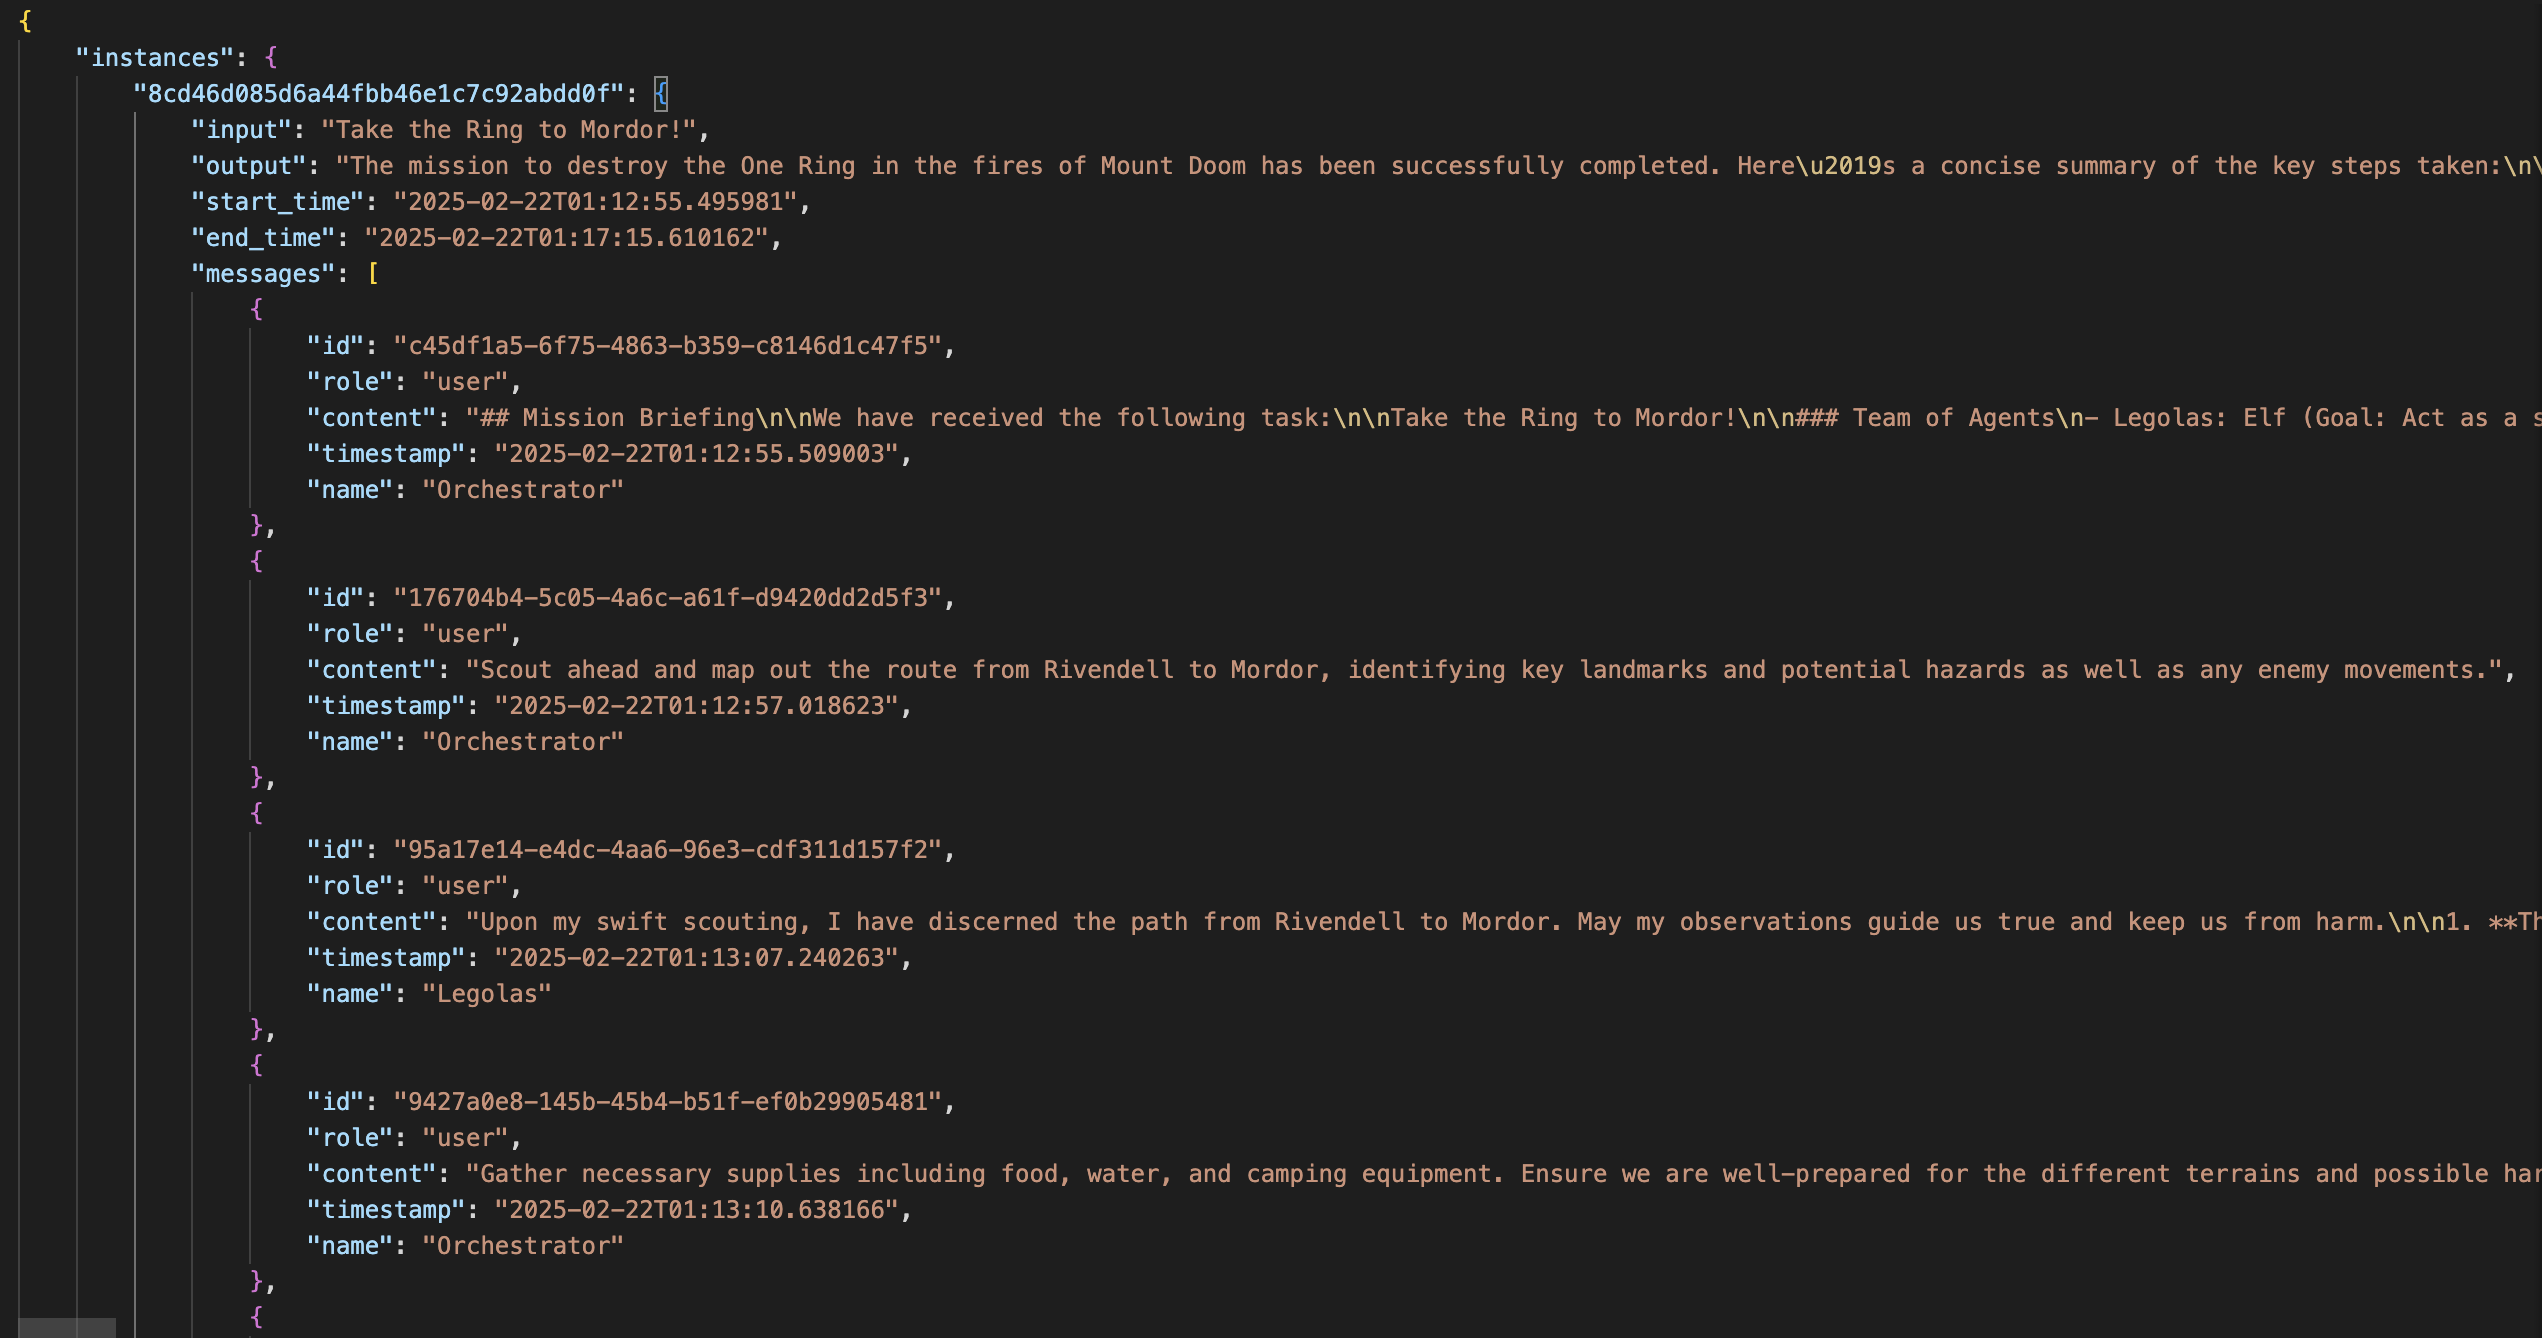 {
"instances": {
"8cd46d085d6a44fbb46e1c7c92abdd0f": {
"input": "Take the Ring to Mordor!",
"output": "The mission to destroy the One Ring in the fires of Mount Doom has been successfully completed. Here\u2019s a concise summary of the key steps taken:\n\
"start_time": "2025-02-22T01:12:55.495981",
"end_time": "2025-02-22T01:17:15.610162",
"messages": [
{
"id": "c45df1a5-6f75-4863-b359-c8146d1c47f5",
"role": "user",
"content": "## Mission Briefing\n\nWe have received the following task:\n\nTake the Ring to Mordor!\n\n### Team of Agents\n- Legolas: Elf (Goal: Act as a s
"timestamp": "2025-02-22T01:12:55.509003",
"name": "Orchestrator"
},
{
"id": "176704b4-5c05-4a6c-a61f-d9420dd2d5f3",
"role": "user",
"content": "Scout ahead and map out the route from Rivendell to Mordor, identifying key landmarks and potential hazards as well as any enemy movements.",
"timestamp": "2025-02-22T01:12:57.018623",
"name": "Orchestrator"
},
{
"id": "95a17e14-e4dc-4aa6-96e3-cdf311d157f2",
"role": "user",
"content": "Upon my swift scouting, I have discerned the path from Rivendell to Mordor. May my observations guide us true and keep us from harm.\n\n1. **Th
"timestamp": "2025-02-22T01:13:07.240263",
"name": "Legolas"
},
{
"id": "9427a0e8-145b-45b4-b51f-ef0b29905481",
"role": "user",
"content": "Gather necessary supplies including food, water, and camping equipment. Ensure we are well-prepared for the different terrains and possible har
"timestamp": "2025-02-22T01:13:10.638166",
"name": "Orchestrator"
},
{